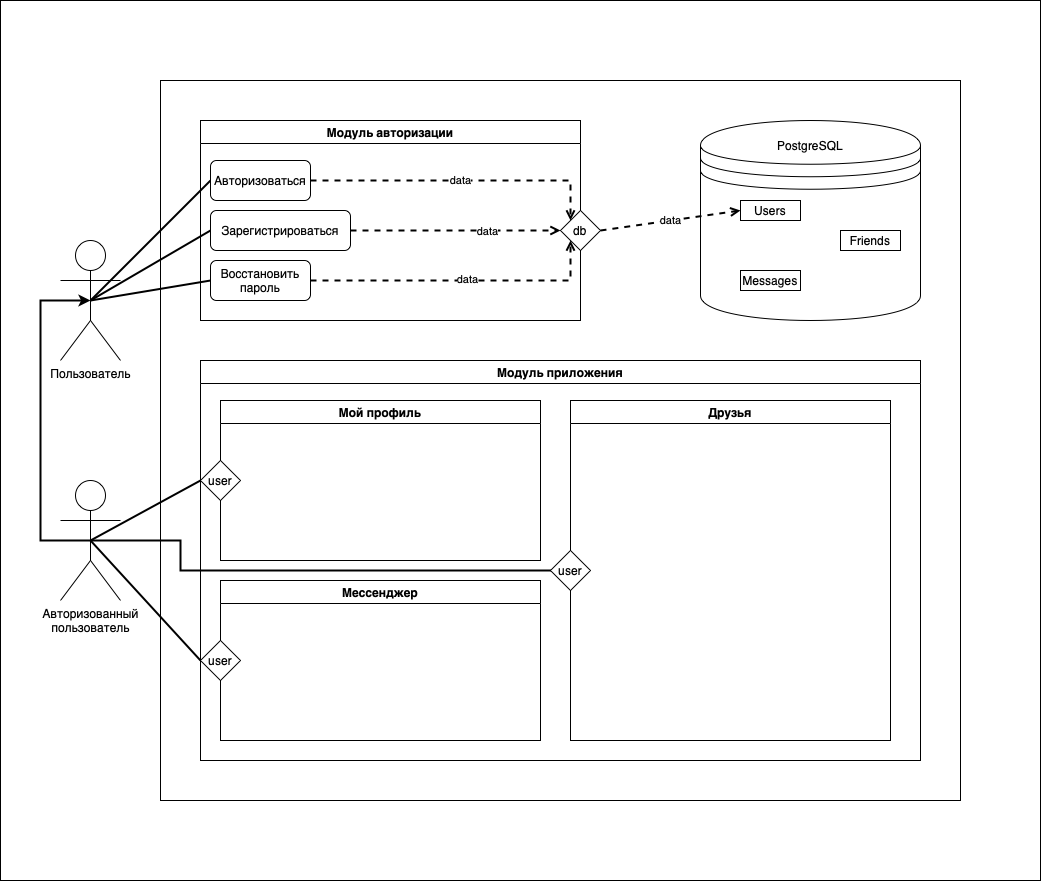 Модуль авторизации
PostgreSQL
Авторизоваться
data
Users
Зарегистрироваться
data
db
data
Friends
Восстановить
пароль
data
Messages
Пользователь
Модуль приложения
Мой профиль
Друзья
user
user
Мессенджер
Авторизованный
пользователь
user